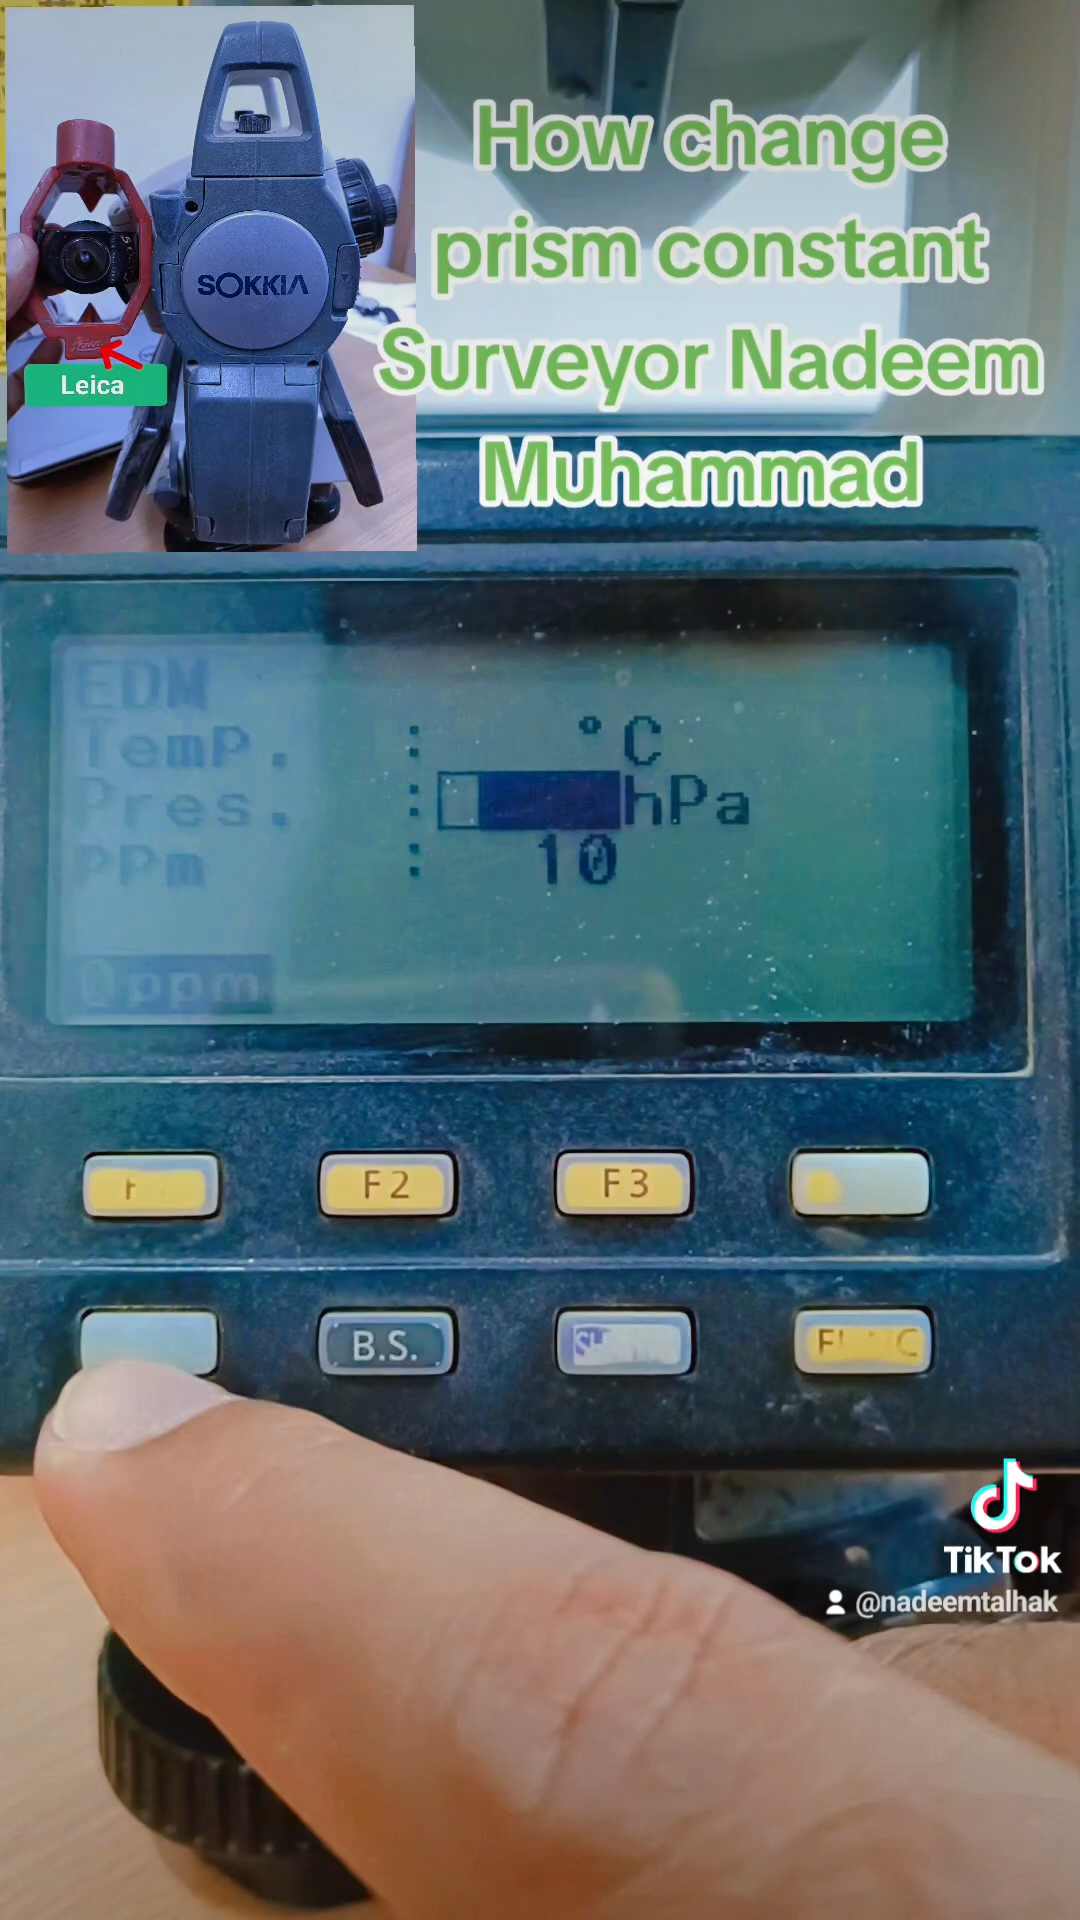 How change
prism constant
Surveyor Nadeem
Muhammad
SOKKIA
Leica
Leica
EDM
Temp. : °C
Pres. : hPa
ppm : 10
0ppm
F2
F3
B.S.
TikTok
@nadeemtalhak